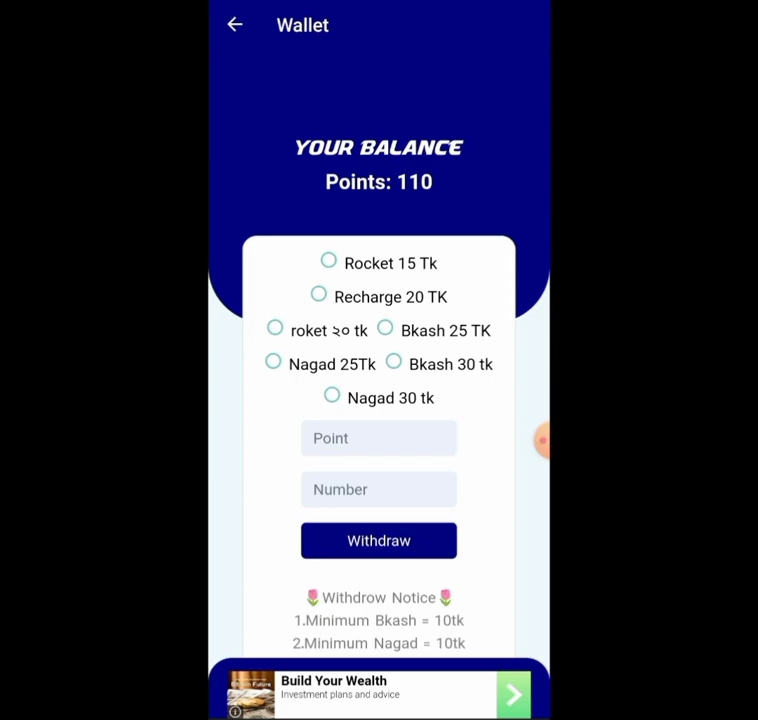 Wallet
YOUR BALANCE
Points: 110
Rocket 15 Tk
Recharge 20 TK
roket ২০ tk Bkash 25 TK
Nagad 25Tk Bkash 30 tk
Nagad 30 tk
Point
Number
Withdraw
🌷Withdrow Notice🌷
1.Minimum Bkash = 10tk
2.Minimum Nagad = 10tk
Build Your Wealth
Investment plans and advice